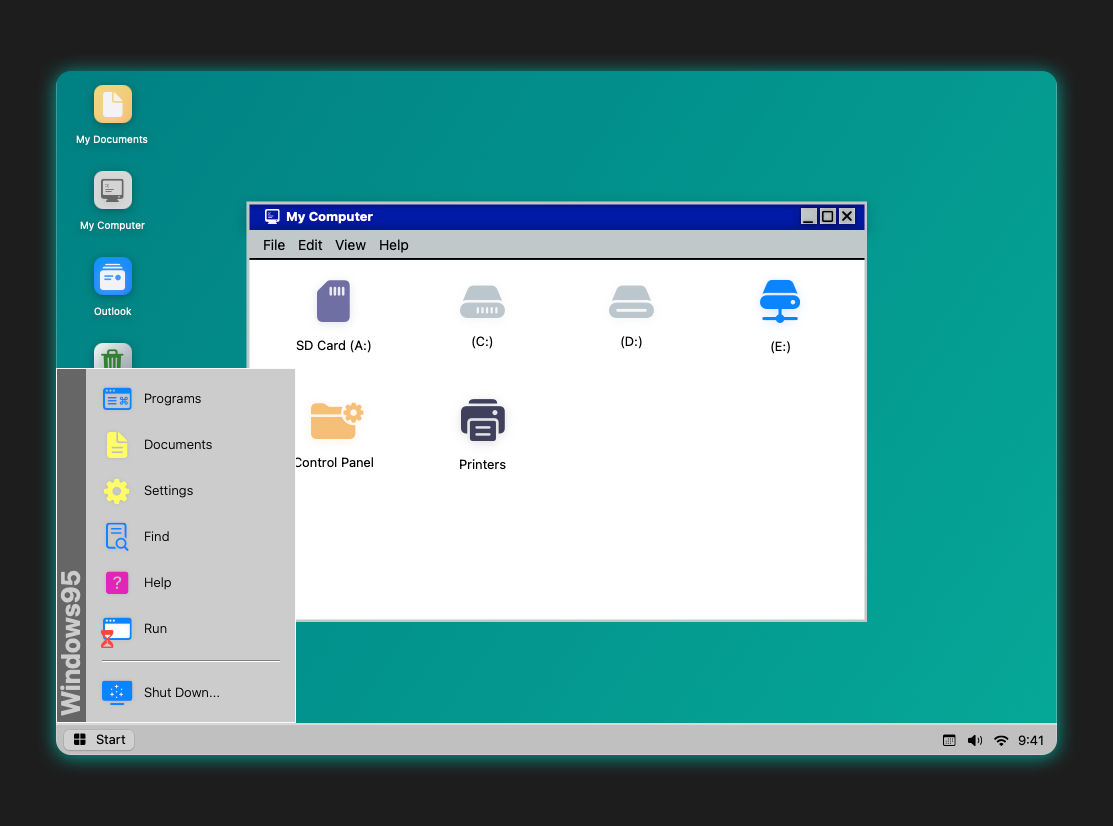 My Documents
My Computer
Outlook
My Computer
File Edit View Help
SD Card (A:)
(C:)
(D:)
(E:)
Control Panel
Printers
Programs
Documents
Settings
Find
? Help
Run
Shut Down...
Windows95
Start
9:41